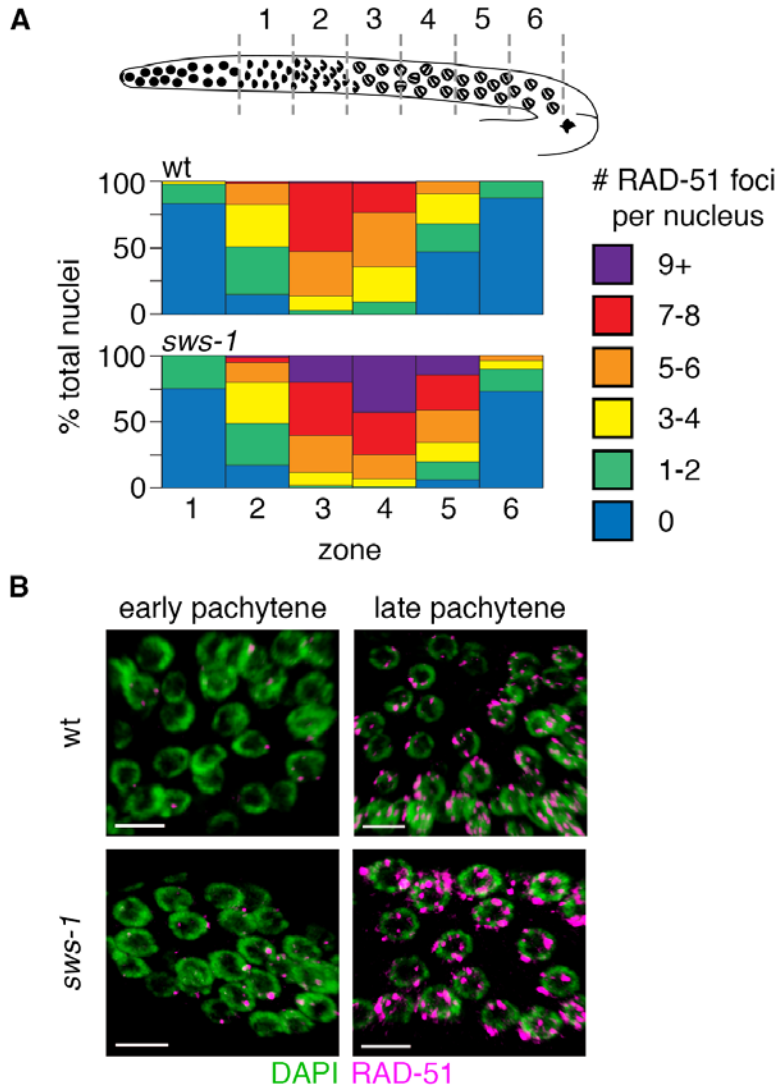 A
1 2 3 4 5 6
wt
100
50
0
% total nuclei
sws-1
100
50
0
1 2 3 4 5 6
zone
# RAD-51 foci
per nucleus
9+
7-8
5-6
3-4
1-2
0
B
early pachytene late pachytene
wt
sws-1
DAPI RAD-51